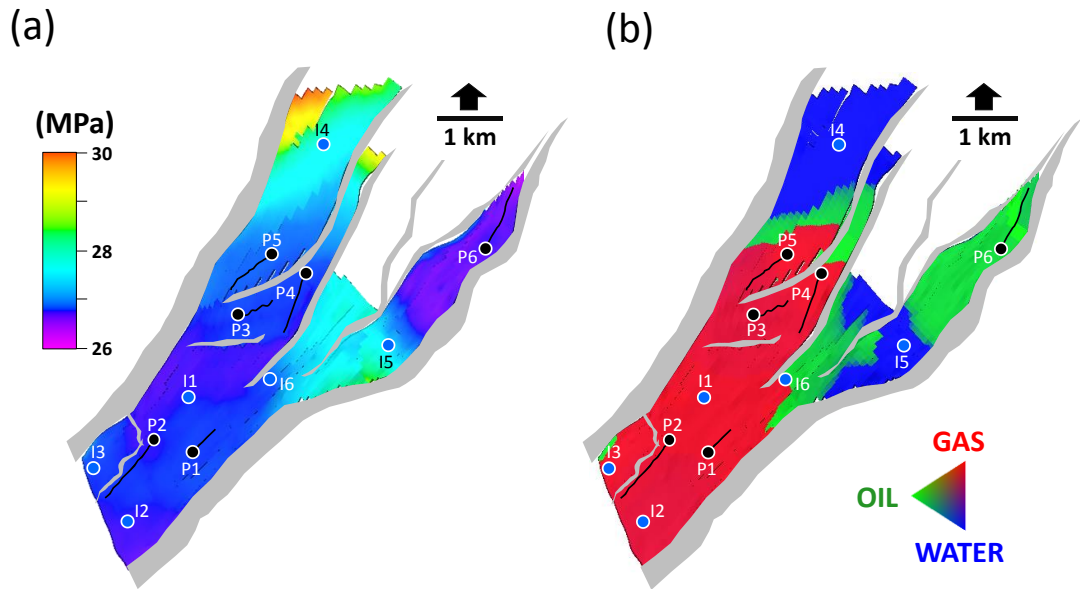 (a)
(MPa)
30
28
26
1 km
I4
P5
P4
P6
P3
I5
I1
I6
P2
P1
I3
I2
(b)
1 km
I4
P5
P4
P6
P3
I5
I1
I6
P2
P1
I3
I2
GAS
OIL
WATER